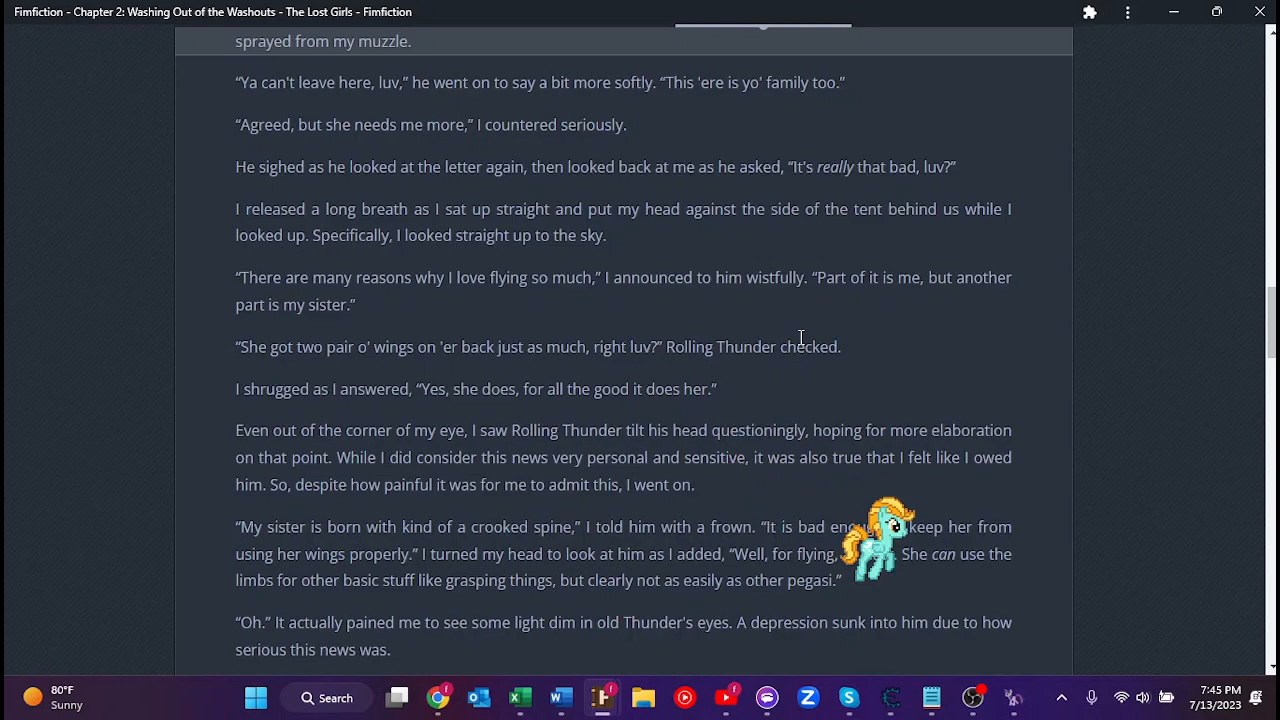 Fimfiction - Chapter 2: Washing Out of the Washouts - The Lost Girls - Fimfiction
sprayed from my muzzle.
“Ya can't leave here, luv,” he went on to say a bit more softly. “This 'ere is yo' family too.”
“Agreed, but she needs me more,” I countered seriously.
He sighed as he looked at the letter again, then looked back at me as he asked, “It's really that bad, luv?”
I released a long breath as I sat up straight and put my head against the side of the tent behind us while I
looked up. Specifically, I looked straight up to the sky.
“There are many reasons why I love flying so much,” I announced to him wistfully. “Part of it is me, but another
part is my sister.”
“She got two pair o' wings on 'er back just as much, right luv?” Rolling Thunder checked.
I shrugged as I answered, “Yes, she does, for all the good it does her.”
Even out of the corner of my eye, I saw Rolling Thunder tilt his head questioningly, hoping for more elaboration
on that point. While I did consider this news very personal and sensitive, it was also true that I felt like I owed
him. So, despite how painful it was for me to admit this, I went on.
“My sister is born with kind of a crooked spine,” I told him with a frown. “It is bad keep her from
using her wings properly.” I turned my head to look at him as I added, “Well, for flying, She can use the
limbs for other basic stuff like grasping things, but clearly not as easily as other pegasi.”
“Oh.” It actually pained me to see some light dim in old Thunder's eyes. A depression sunk into him due to how
serious this news was.
80°F
Sunny
Search
7:45 PM
7/13/2023